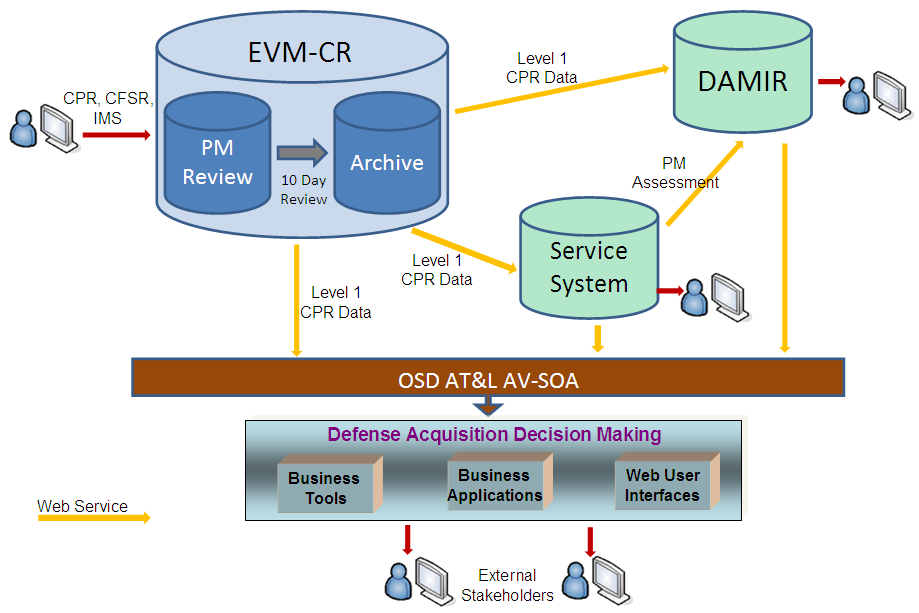 EVM-CR
CPR, CFSR,
IMS
PM
Review
10 Day
Review
Archive
Level 1
CPR Data
DAMIR
PM
Assessment
Service
System
Level 1
CPR Data
Level 1
CPR Data
OSD AT&L AV-SOA
Defense Acquisition Decision Making
Business
Tools
Business
Applications
Web User
Interfaces
Web Service
External
Stakeholders